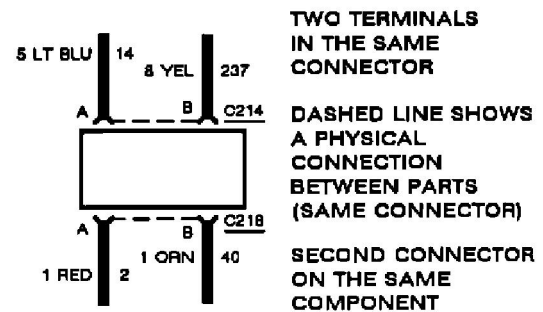 5 LT BLU 14
8 YEL 237
A B C214
A B C218
1 RED 2
1 ORN 40
TWO TERMINALS
IN THE SAME
CONNECTOR
DASHED LINE SHOWS
A PHYSICAL
CONNECTION
BETWEEN PARTS
(SAME CONNECTOR)
SECOND CONNECTOR
ON THE SAME
COMPONENT